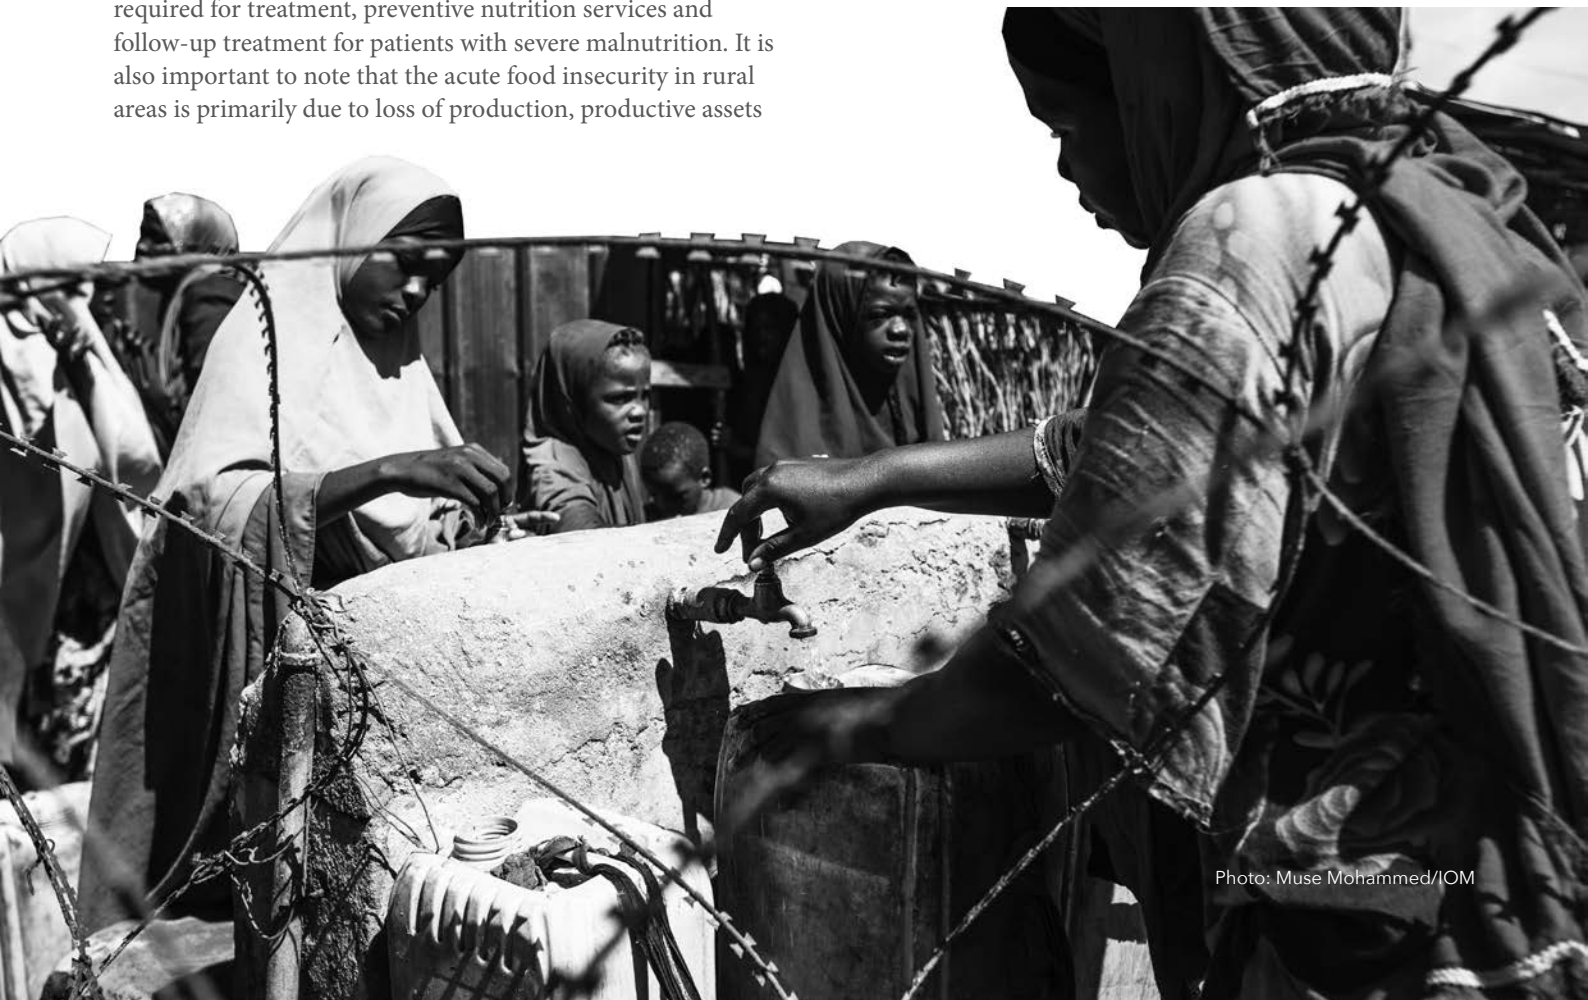 required for treatment, preventive nutrition services and
follow-up treatment for patients with severe malnutrition. It is
also important to note that the acute food insecurity in rural
areas is primarily due to loss of production, productive assets
Photo: Muse Mohammed/IOM